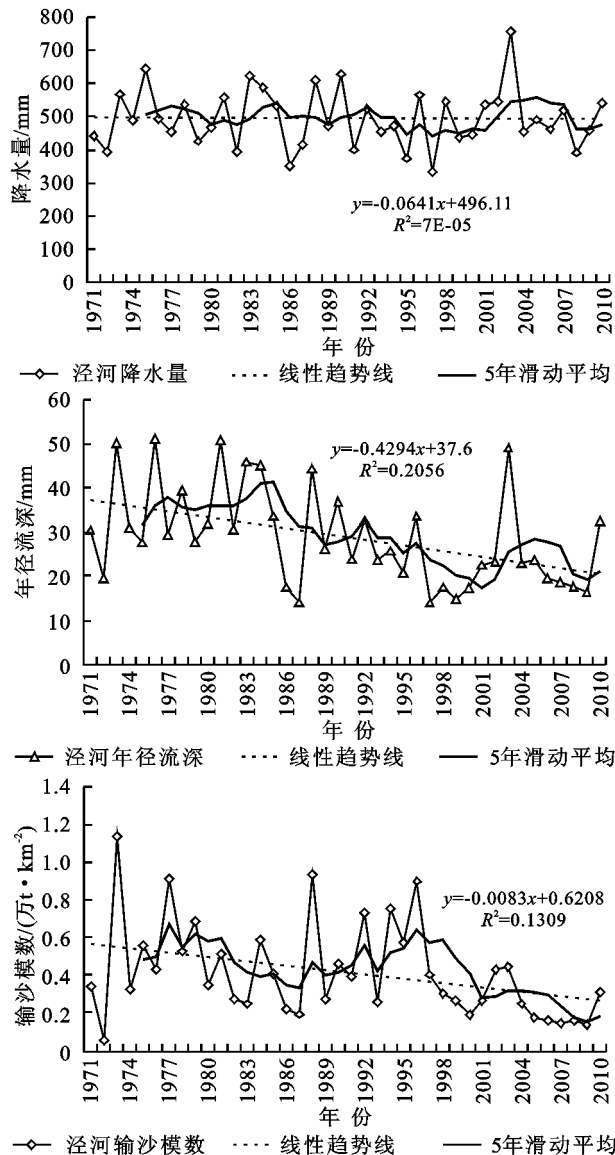 800
700
600
500
400
300
200
100
0
降水量/mm
y=-0.0641x+496.11
R²=7E-05
1971 1974 1977 1980 1983 1986 1989 1992 1995 1998 2001 2004 2007 2010
年 份
泾河降水量 线性趋势线 5年滑动平均
60
50
40
30
20
10
0
年径流深/mm
y=-0.4294x+37.6
R²=0.2056
1971 1974 1977 1980 1983 1986 1989 1992 1995 1998 2001 2004 2007 2010
年 份
泾河年径流深 线性趋势线 5年滑动平均
1.4
1.2
1.0
0.8
0.6
0.4
0.2
0
输沙模数/(万t·km⁻²)
y=-0.0083x+0.6208
R²=0.1309
1971 1974 1977 1980 1983 1986 1989 1992 1995 1998 2001 2004 2007 2010
年 份
泾河输沙模数 线性趋势线 5年滑动平均